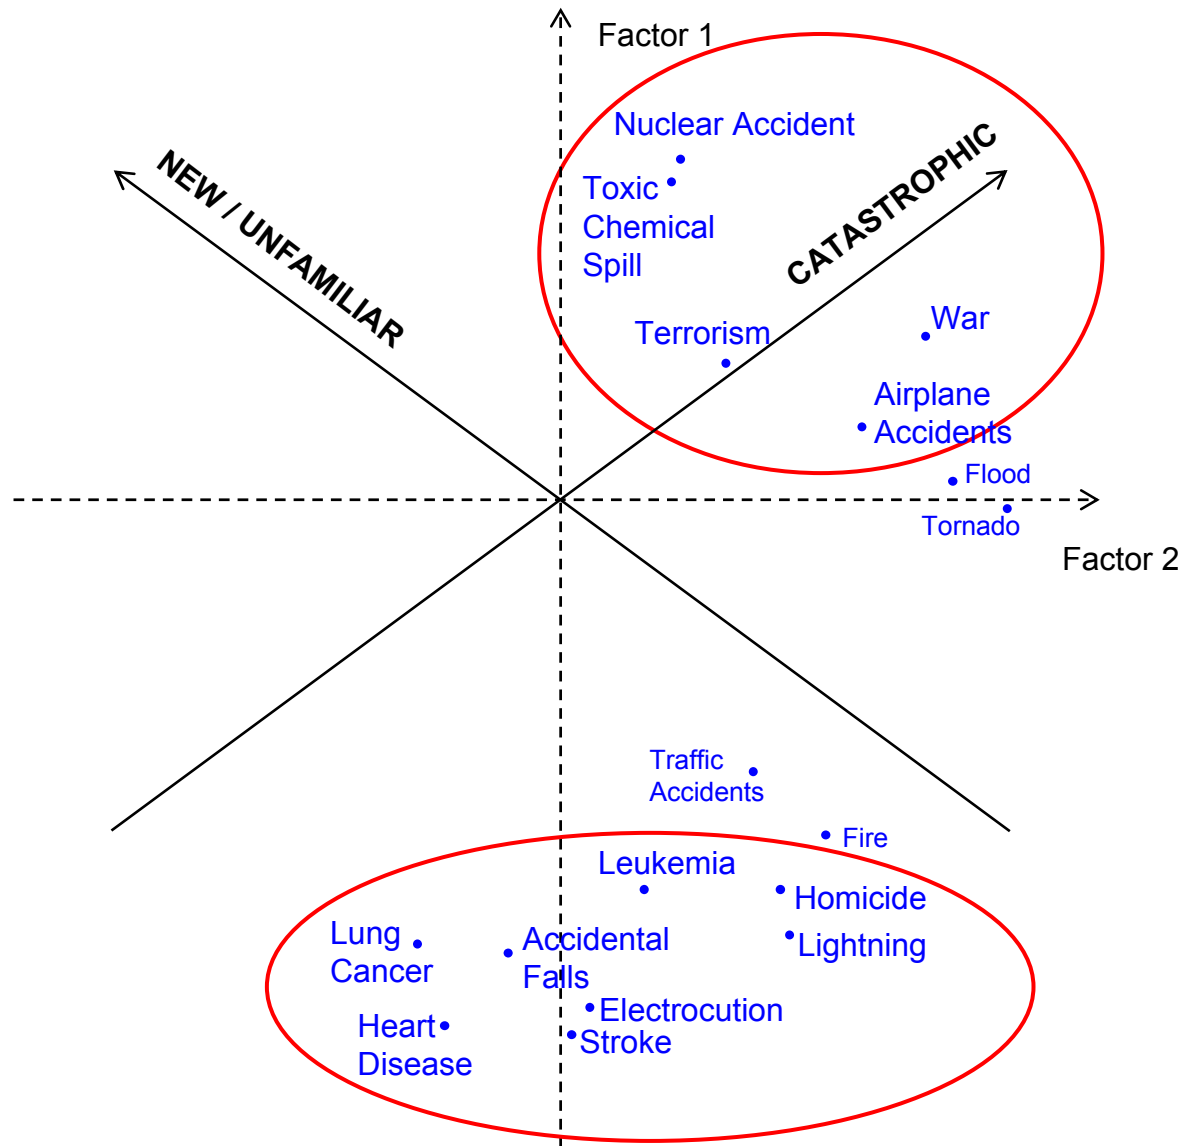 Factor 1
Nuclear Accident
NEW / UNFAMILIAR
CATASTROPHIC
Toxic
Chemical
Spill
Terrorism
War
Airplane
Accidents
Flood
Tornado
Factor 2
Traffic
Accidents
Fire
Leukemia
Homicide
Lung
Cancer
Accidental
Falls
Lightning
Electrocution
Heart
Disease
Stroke